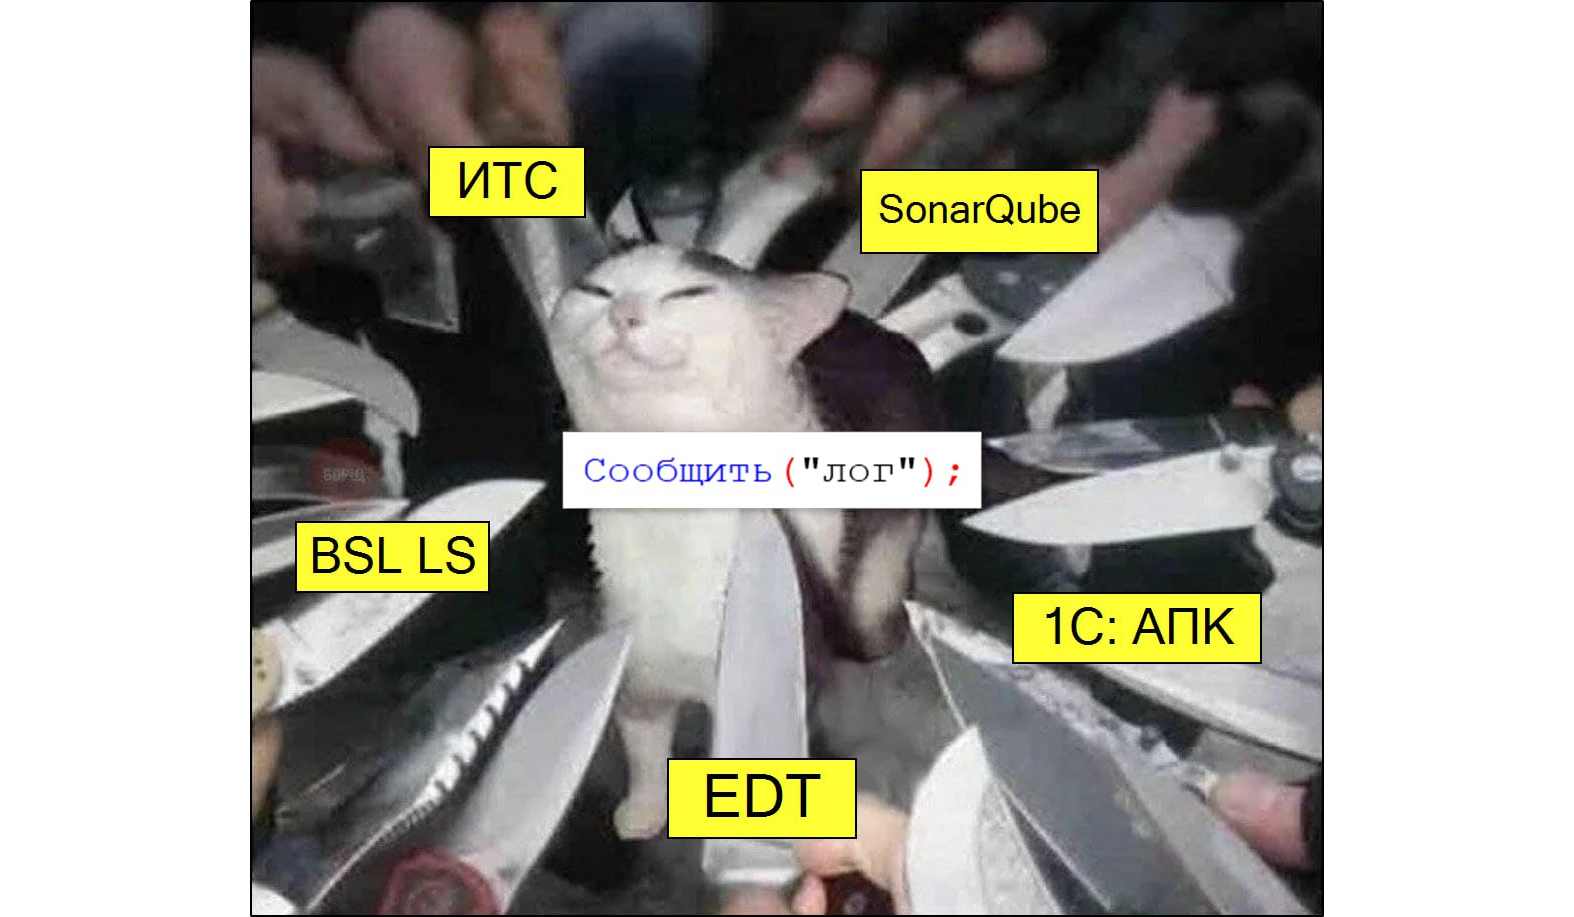 ИТС
SonarQube
Сообщить("лог");
BSL LS
1С: АПК
EDT